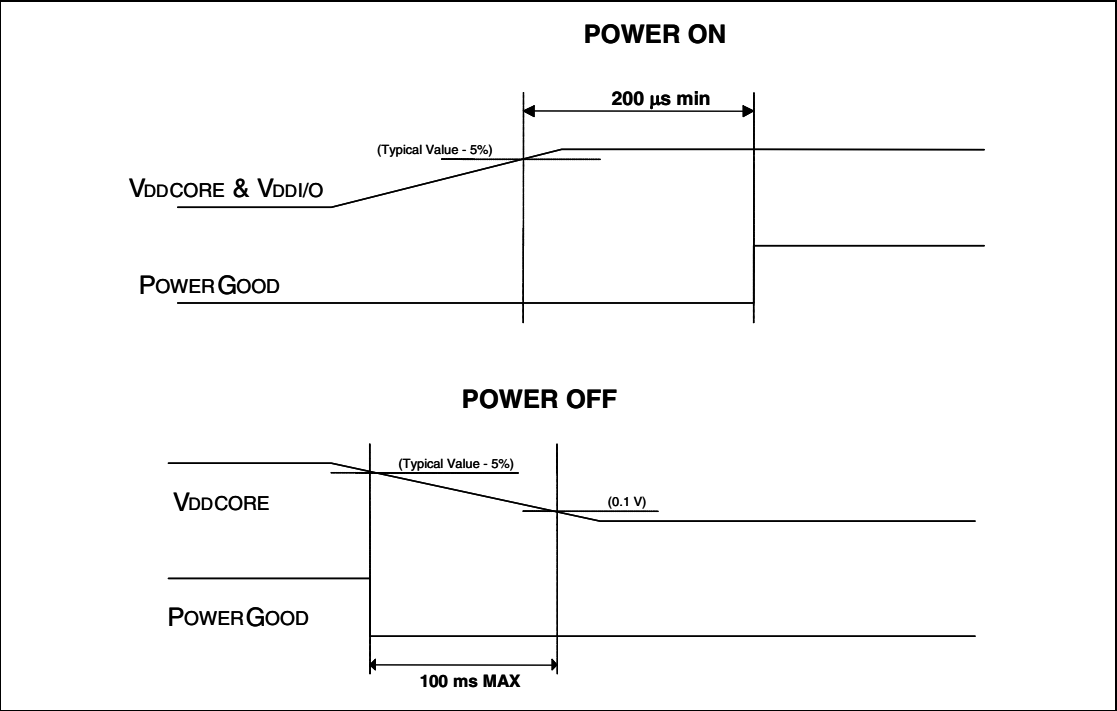 POWER ON
200 µs min
(Typical Value - 5%)
VDDCORE & VDDI/O
POWERGOOD
POWER OFF
(Typical Value - 5%)
VDDCORE
(0.1 V)
POWERGOOD
100 ms MAX